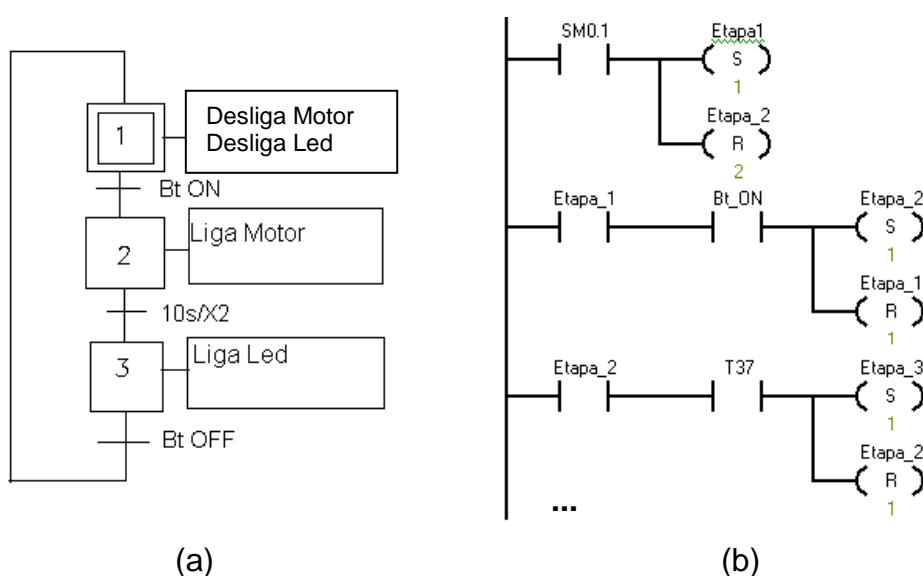 1
Desliga Motor
Desliga Led
Bt ON
2
Liga Motor
10s/X2
3
Liga Led
Bt OFF
(a)
SM0.1
Etapa1
S
1
Etapa_2
R
2
Etapa_1
Bt_ON
Etapa_2
S
1
Etapa_1
R
1
Etapa_2
T37
Etapa_3
S
1
Etapa_2
R
1
...
(b)